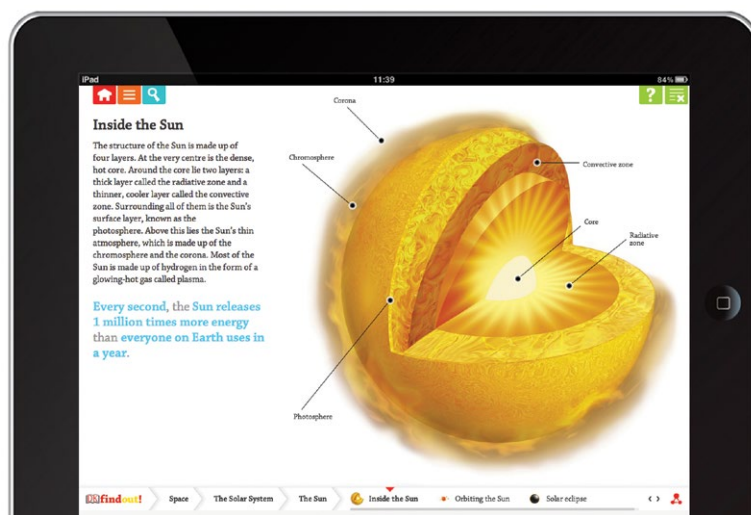 iPad
11:39
84%
?
Inside the Sun
The structure of the Sun is made up of
four layers. At the very centre is the dense,
hot core. Around the core lie two layers: a
thick layer called the radiative zone and a
thinner, cooler layer called the convective
zone. Surrounding all of them is the Sun's
surface layer, known as the
photosphere. Above this lies the Sun's thin
atmosphere, which is made up of the
chromosphere and the corona. Most of the
Sun is made up of hydrogen in the form of a
glowing-hot gas called plasma.
Every second, the Sun releases
1 million times more energy
than everyone on Earth uses in
a year.
Corona
Chromosphere
Convective zone
Core
Radiative
zone
Photosphere
DK findout!
Space
The Solar System
The Sun
Inside the Sun
Orbiting the Sun
Solar eclipse